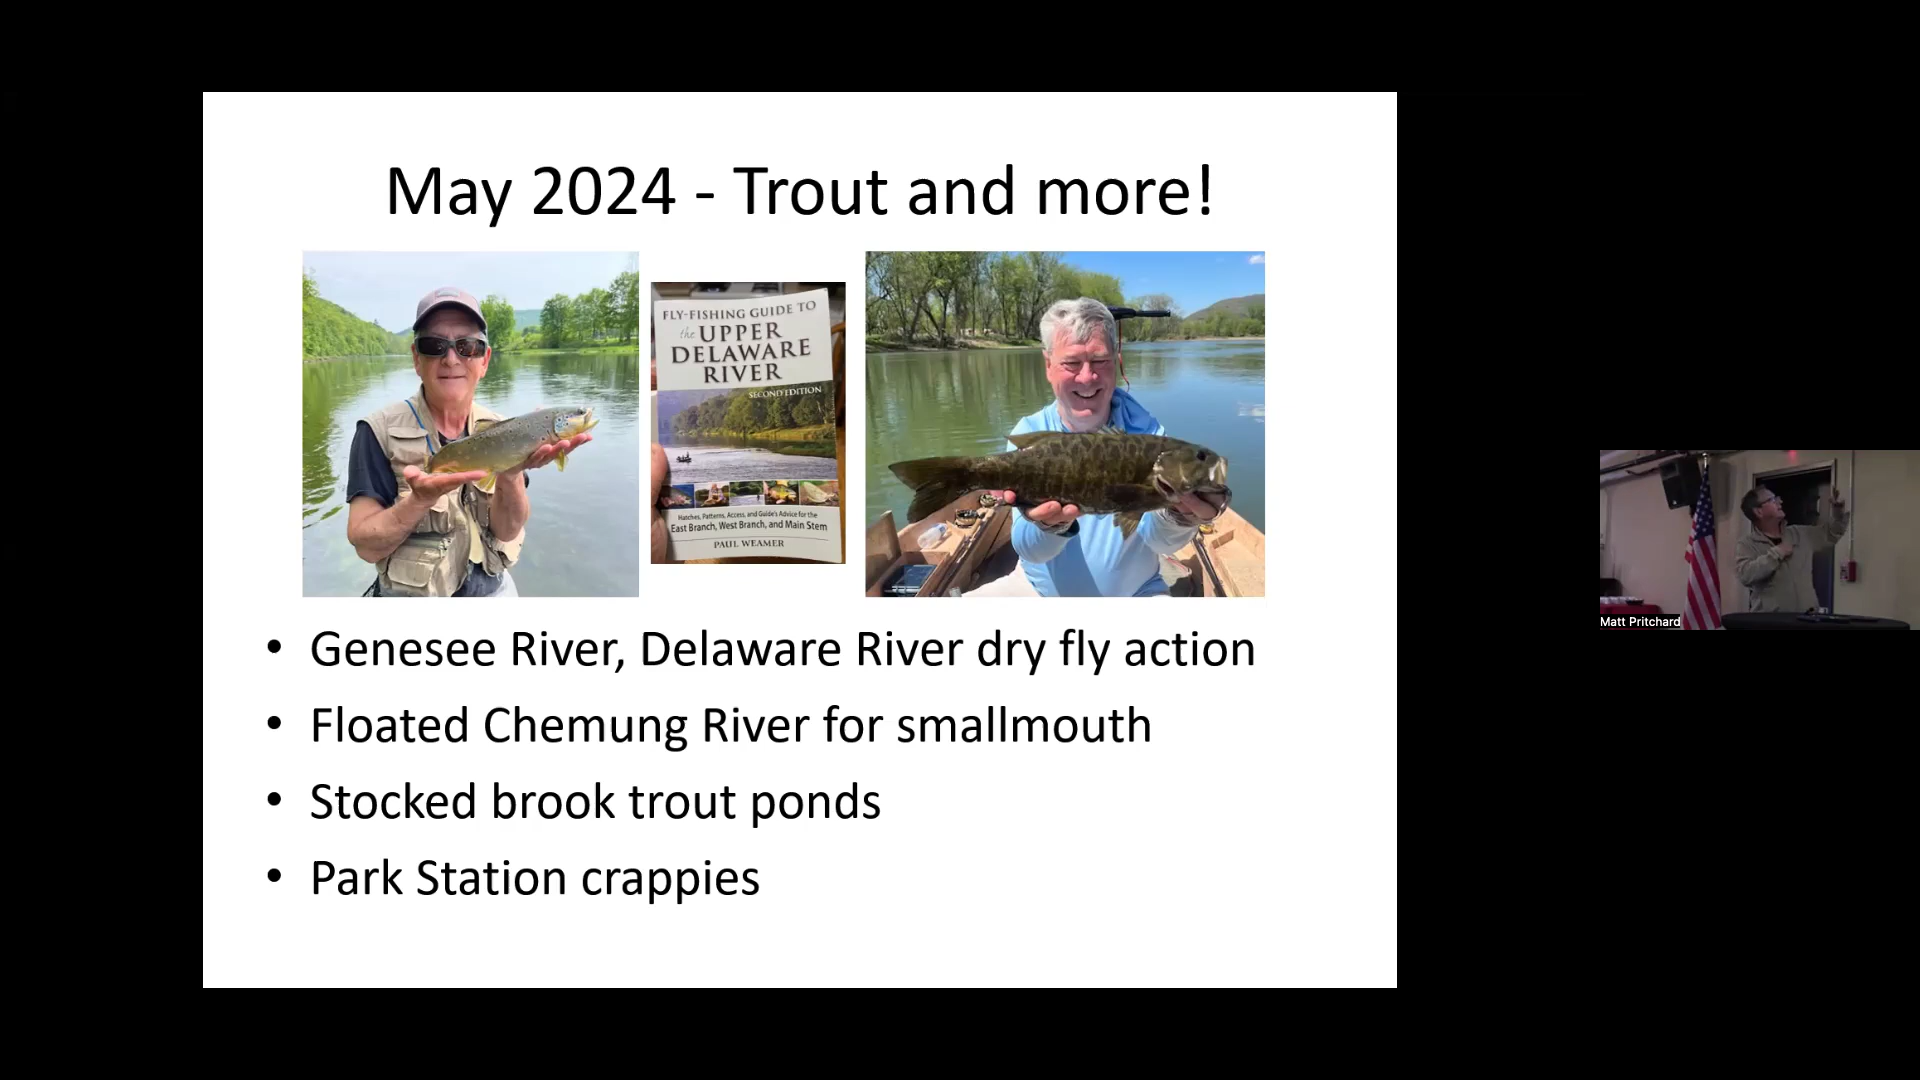 May 2024 - Trout and more!
FLY-FISHING GUIDE TO
the UPPER
DELAWARE
RIVER
SECOND EDITION
Hatches, Patterns, Access, and Guide's Advice for the
East Branch, West Branch, and Main Stem
PAUL WEAMER
• Genesee River, Delaware River dry fly action
• Floated Chemung River for smallmouth
• Stocked brook trout ponds
• Park Station crappies
Matt Pritchard